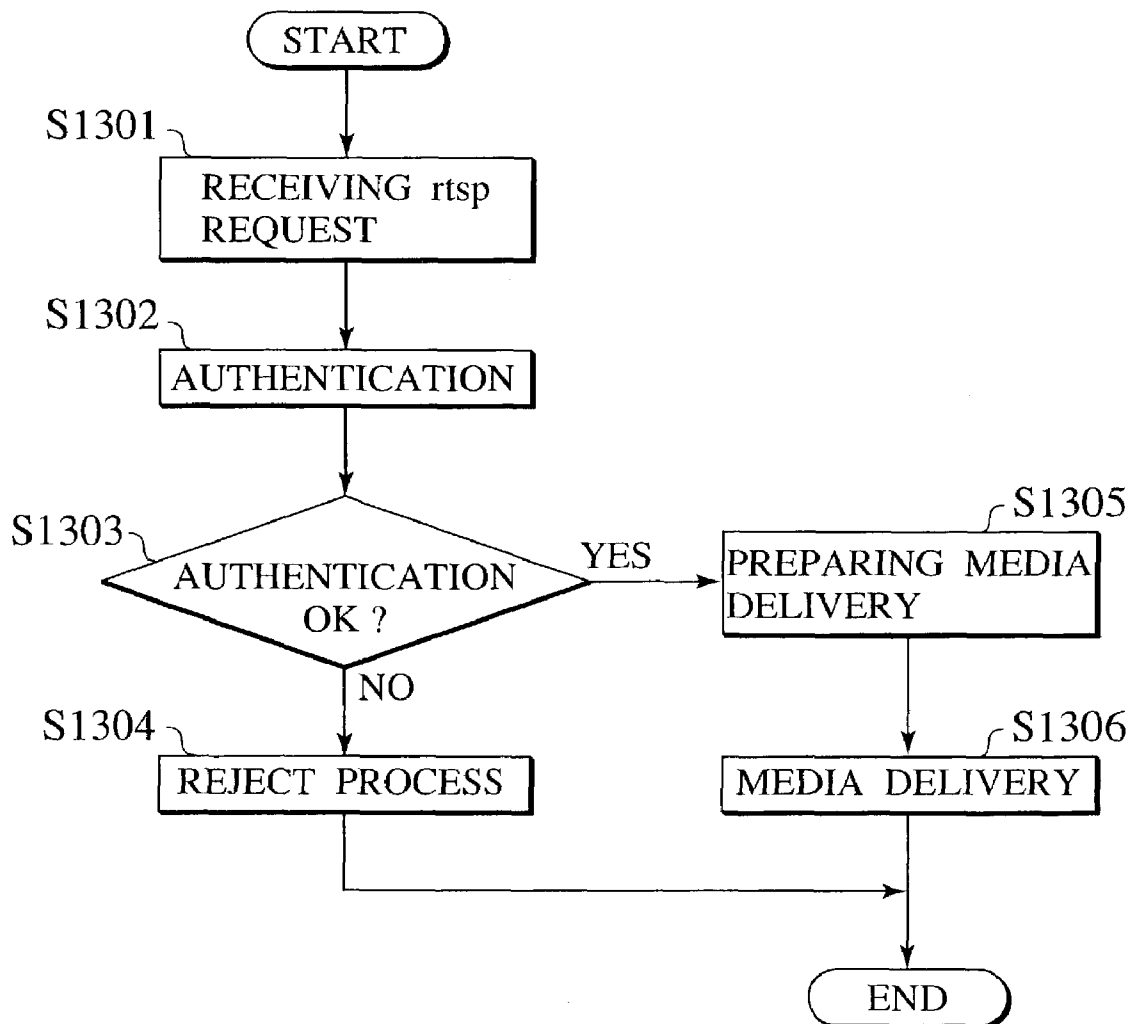 START
S1301
RECEIVING rtsp
REQUEST
S1302
AUTHENTICATION
S1303
AUTHENTICATION
OK ?
YES
NO
S1305
PREPARING MEDIA
DELIVERY
S1304
REJECT PROCESS
S1306
MEDIA DELIVERY
END